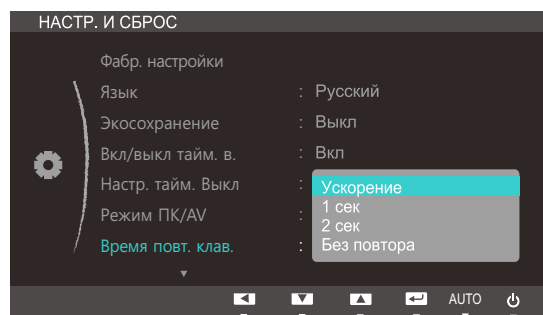 НАСТР. И СБРОС
Фабр. настройки
Язык : Русский
Экосохранение : Выкл
Вкл/выкл тайм. в. : Вкл
Настр. тайм. Выкл :
Режим ПК/AV :
Время повт. клав. :
Ускорение
1 сек
2 сек
Без повтора
AUTO